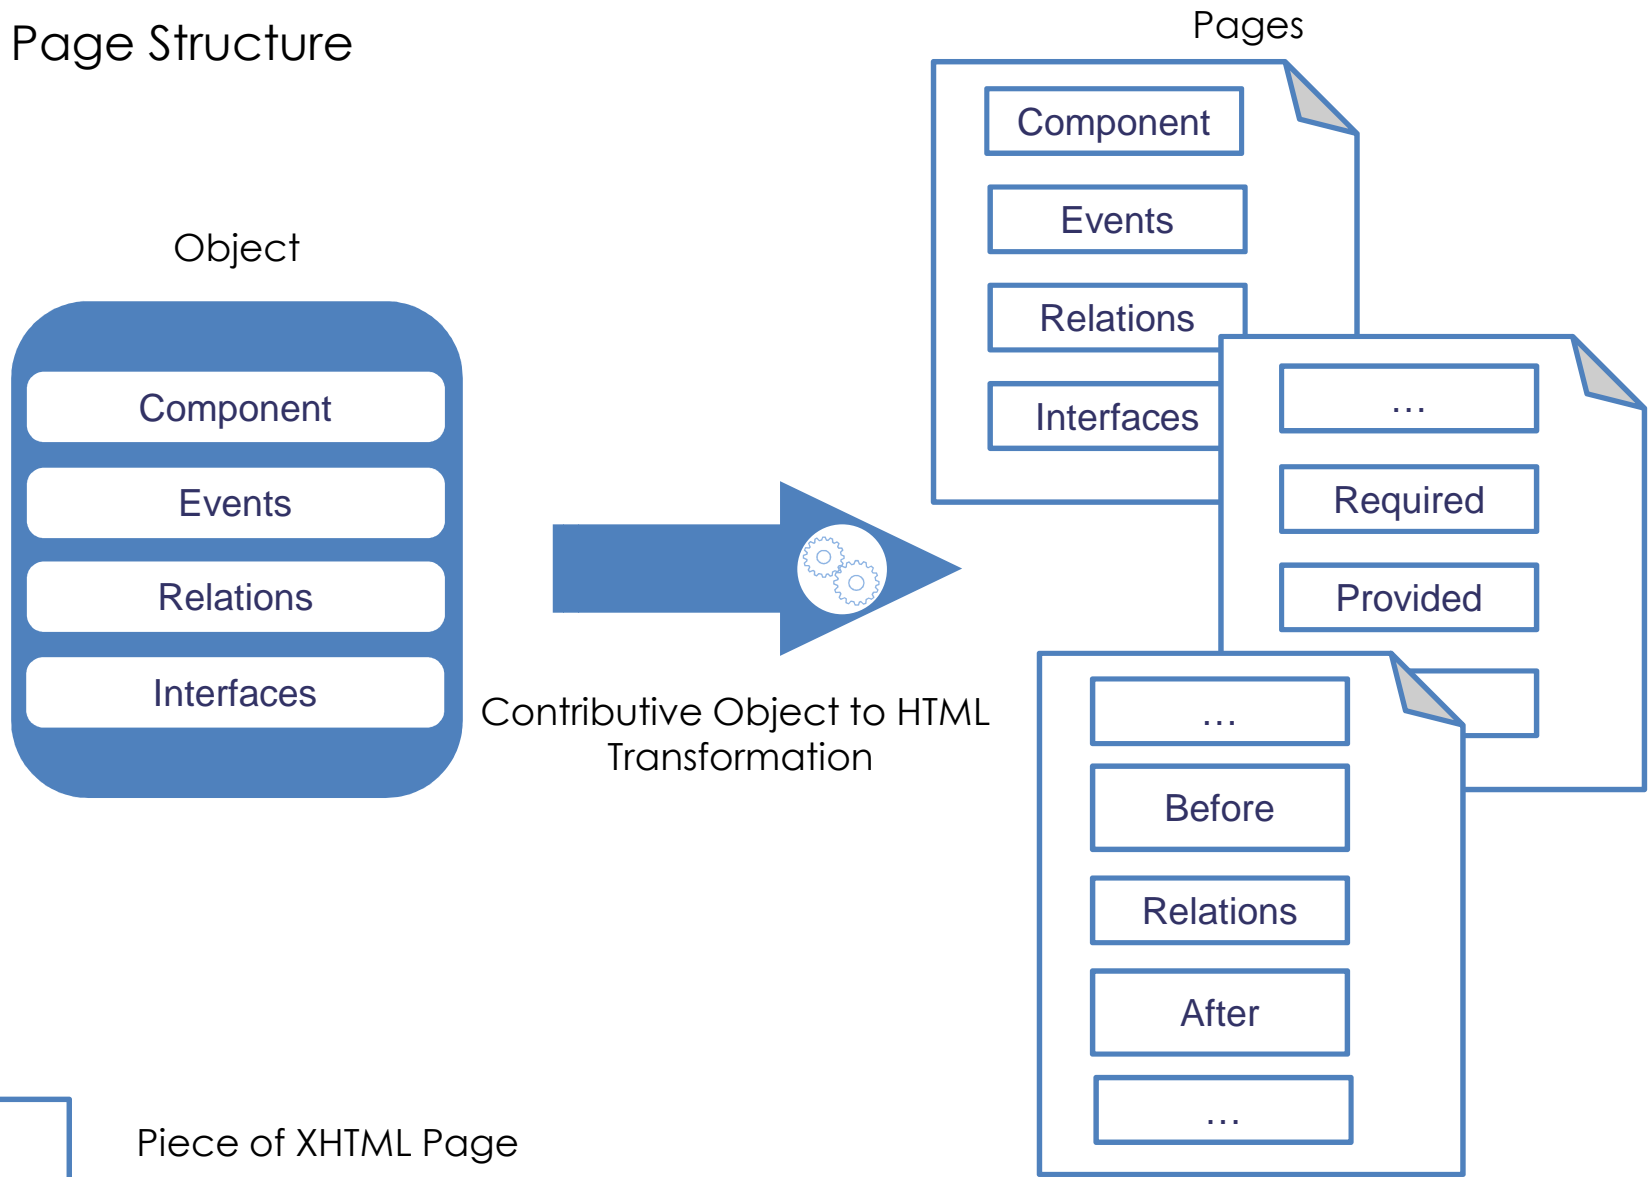 Page Structure
Pages
Object
Component
Events
Relations
Interfaces
Contributive Object to HTML
Transformation
Component
Events
Relations
Interfaces
…
Required
Provided
…
Before
Relations
After
…
Piece of XHTML Page